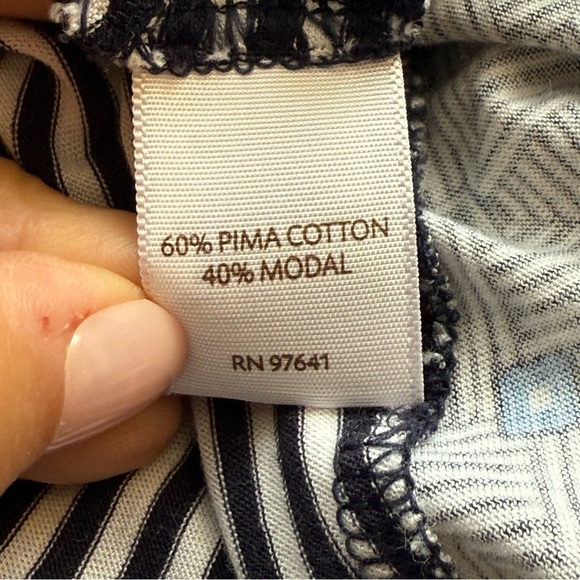 60% PIMA COTTON
40% MODAL
RN 97641